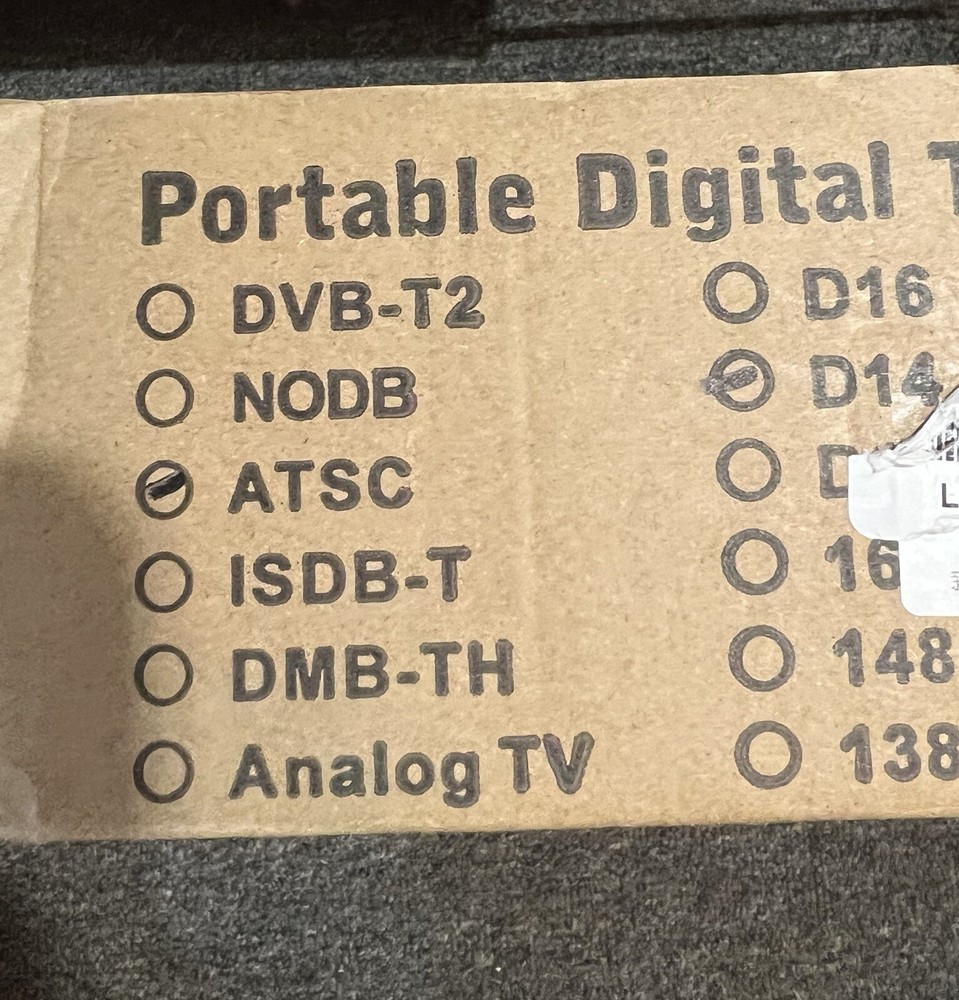 Portable Digital T
DVB-T2 D16
NODB D14
ATSC D
ISDB-T 16
DMB-TH 148
Analog TV 138
L